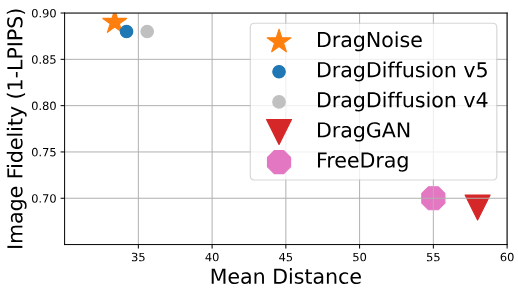 Image Fidelity (1-LPIPS)
0.90
0.85
0.80
0.75
0.70
DragNoise
DragDiffusion v5
DragDiffusion v4
DragGAN
FreeDrag
35 40 45 50 55 60
Mean Distance